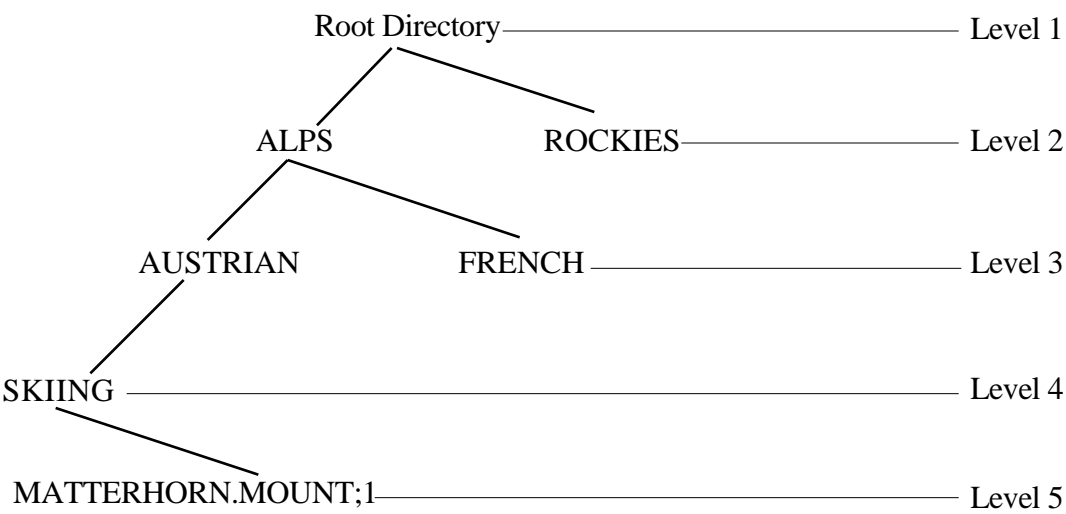 Root Directory Level 1
ALPS ROCKIES Level 2
AUSTRIAN FRENCH Level 3
SKIING Level 4
MATTERHORN.MOUNT;1 Level 5